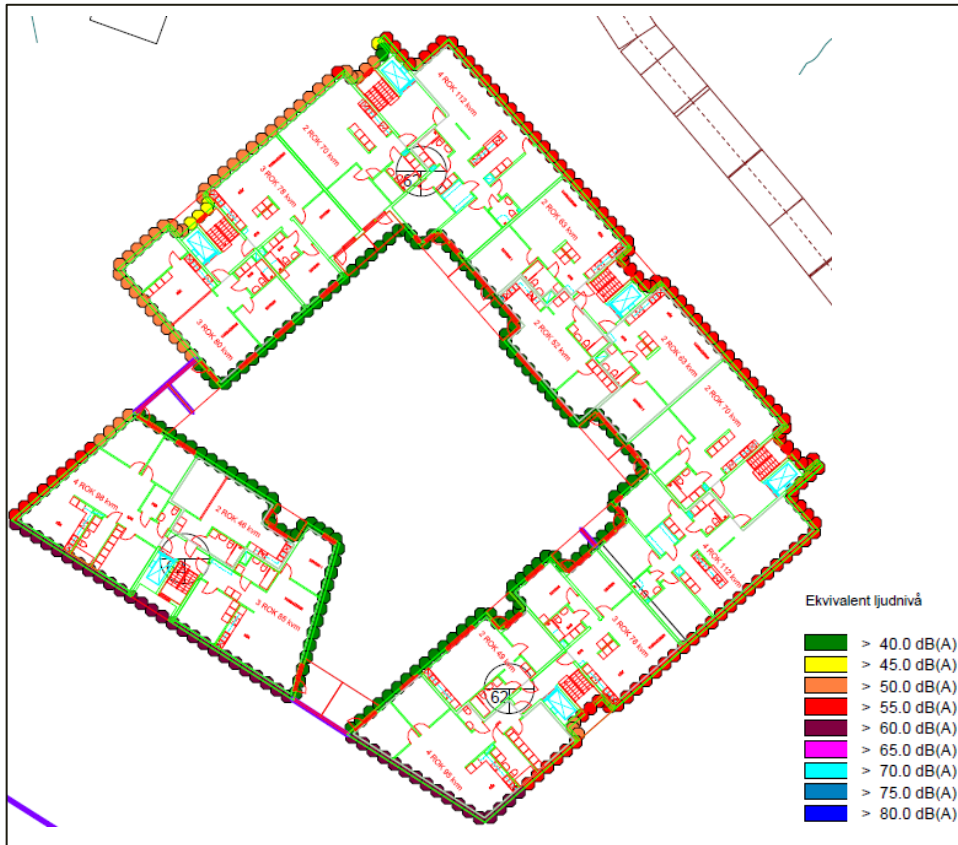 4 ROK 112 kvm
2 ROK 70 kvm
62
3 ROK 78 kvm
2 ROK 63 kvm
3 ROK 80 kvm
2 ROK 52 kvm
2 ROK 63 kvm
2 ROK 70 kvm
4 ROK 98 kvm
2 ROK 46 kvm
4 ROK 112 kvm
3 ROK 85 kvm
3 ROK 78 kvm
2 ROK 49 kvm
62
4 ROK 98 kvm
Ekvivalent ljudnivå
> 40.0 dB(A)
> 45.0 dB(A)
> 50.0 dB(A)
> 55.0 dB(A)
> 60.0 dB(A)
> 65.0 dB(A)
> 70.0 dB(A)
> 75.0 dB(A)
> 80.0 dB(A)